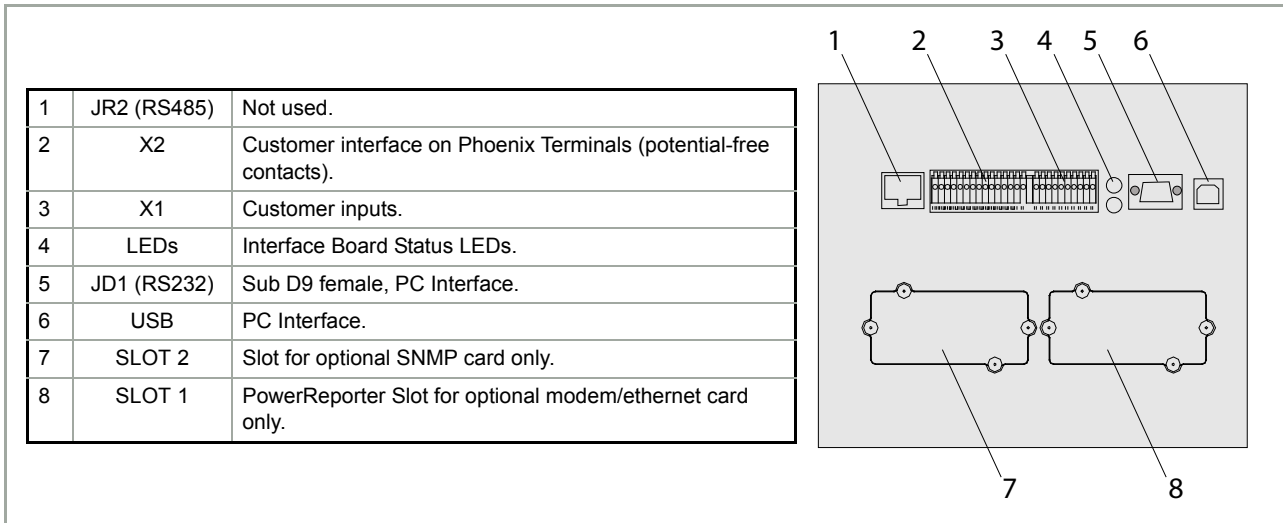 1 JR2 (RS485) Not used.
2 X2 Customer interface on Phoenix Terminals (potential-free
contacts).
3 X1 Customer inputs.
4 LEDs Interface Board Status LEDs.
5 JD1 (RS232) Sub D9 female, PC Interface.
6 USB PC Interface.
7 SLOT 2 Slot for optional SNMP card only.
8 SLOT 1 PowerReporter Slot for optional modem/ethernet card
only.
1 2 3 4 5 6
7 8